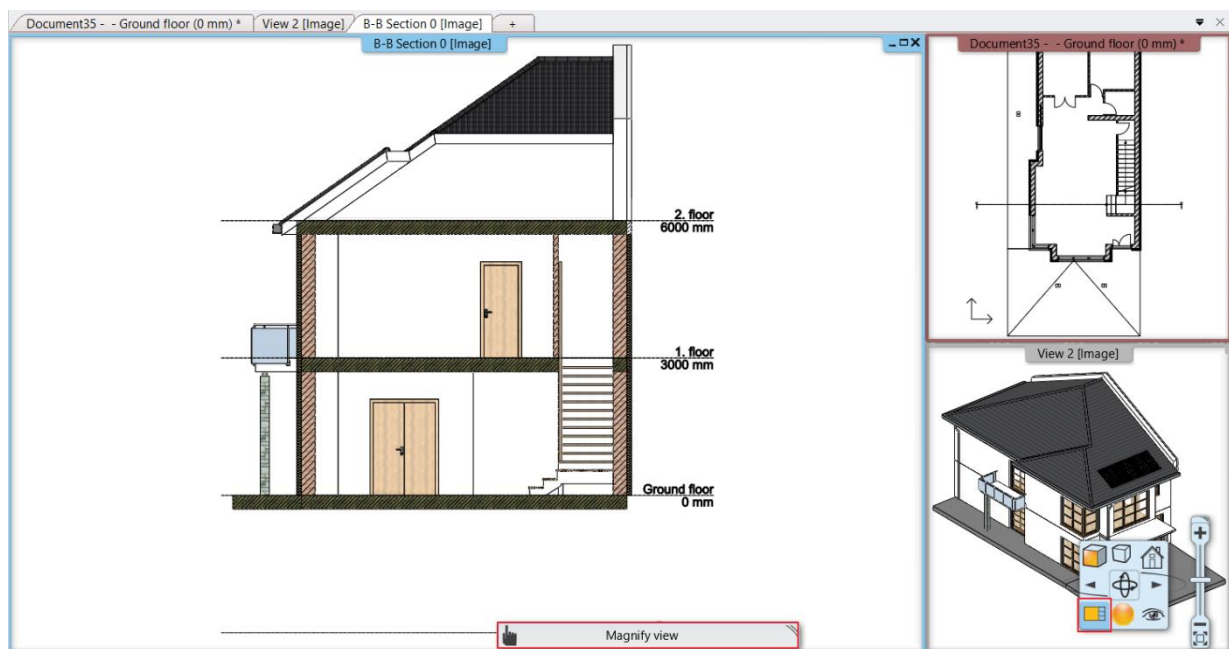 Document35 - - Ground floor (0 mm) *
View 2 [Image]
B-B Section 0 [Image]
+
B-B Section 0 [Image]
2. floor
6000 mm
1. floor
3000 mm
Ground floor
0 mm
Magnify view
Document35 - - Ground floor (0 mm) *
View 2 [Image]